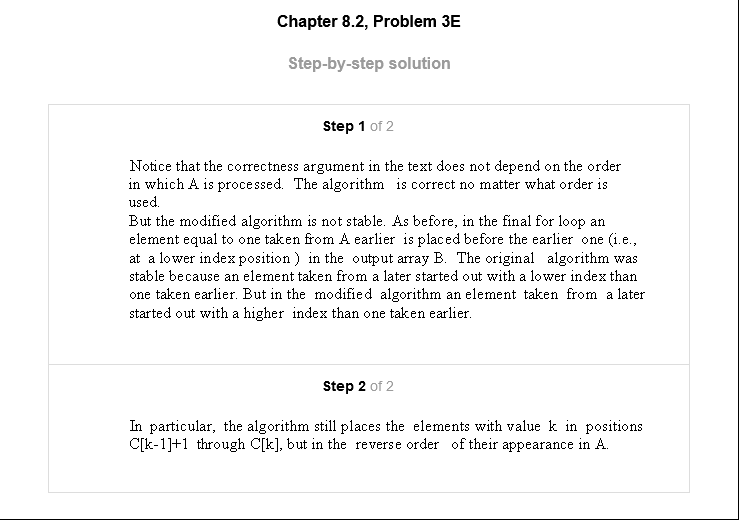 Chapter 8.2, Problem 3E
Step-by-step solution
Step 1 of 2
Notice that the correctness argument in the text does not depend on the order
in which A is processed. The algorithm is correct no matter what order is
used.
But the modified algorithm is not stable. As before, in the final for loop an
element equal to one taken from A earlier is placed before the earlier one (i.e.,
at a lower index position ) in the output array B. The original algorithm was
stable because an element taken from a later started out with a lower index than
one taken earlier. But in the modified algorithm an element taken from a later
started out with a higher index than one taken earlier.
Step 2 of 2
In particular, the algorithm still places the elements with value k in positions
C[k-1]+1 through C[k], but in the reverse order of their appearance in A.